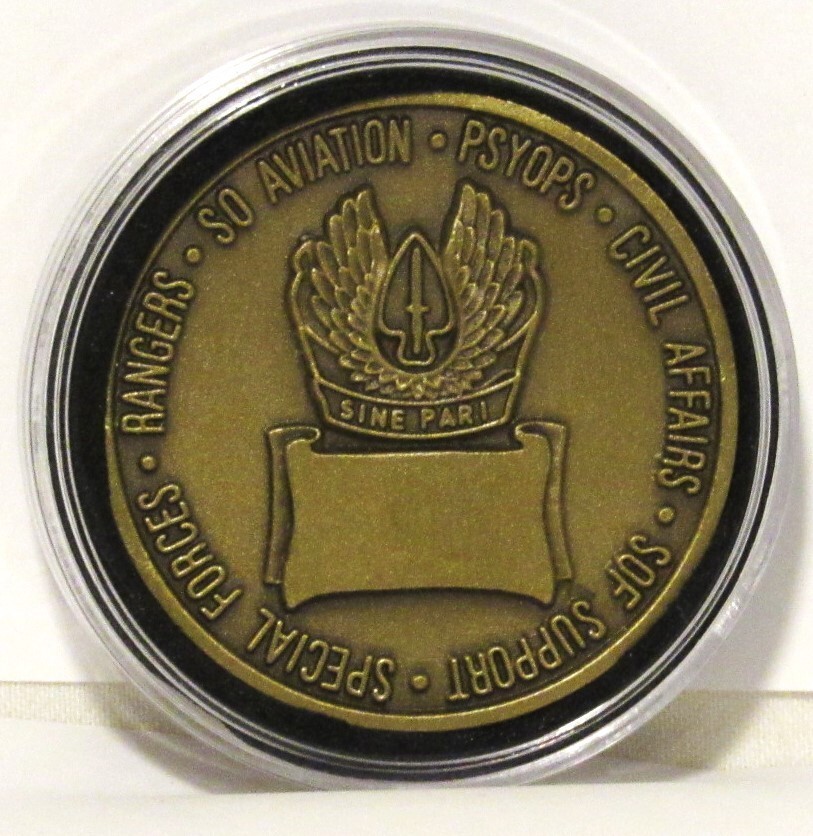 SPECIAL FORCES • RANGERS • SO AVIATION • PSYOPS • CIVIL AFFAIRS • SOF SUPPORT •
SINE PARI